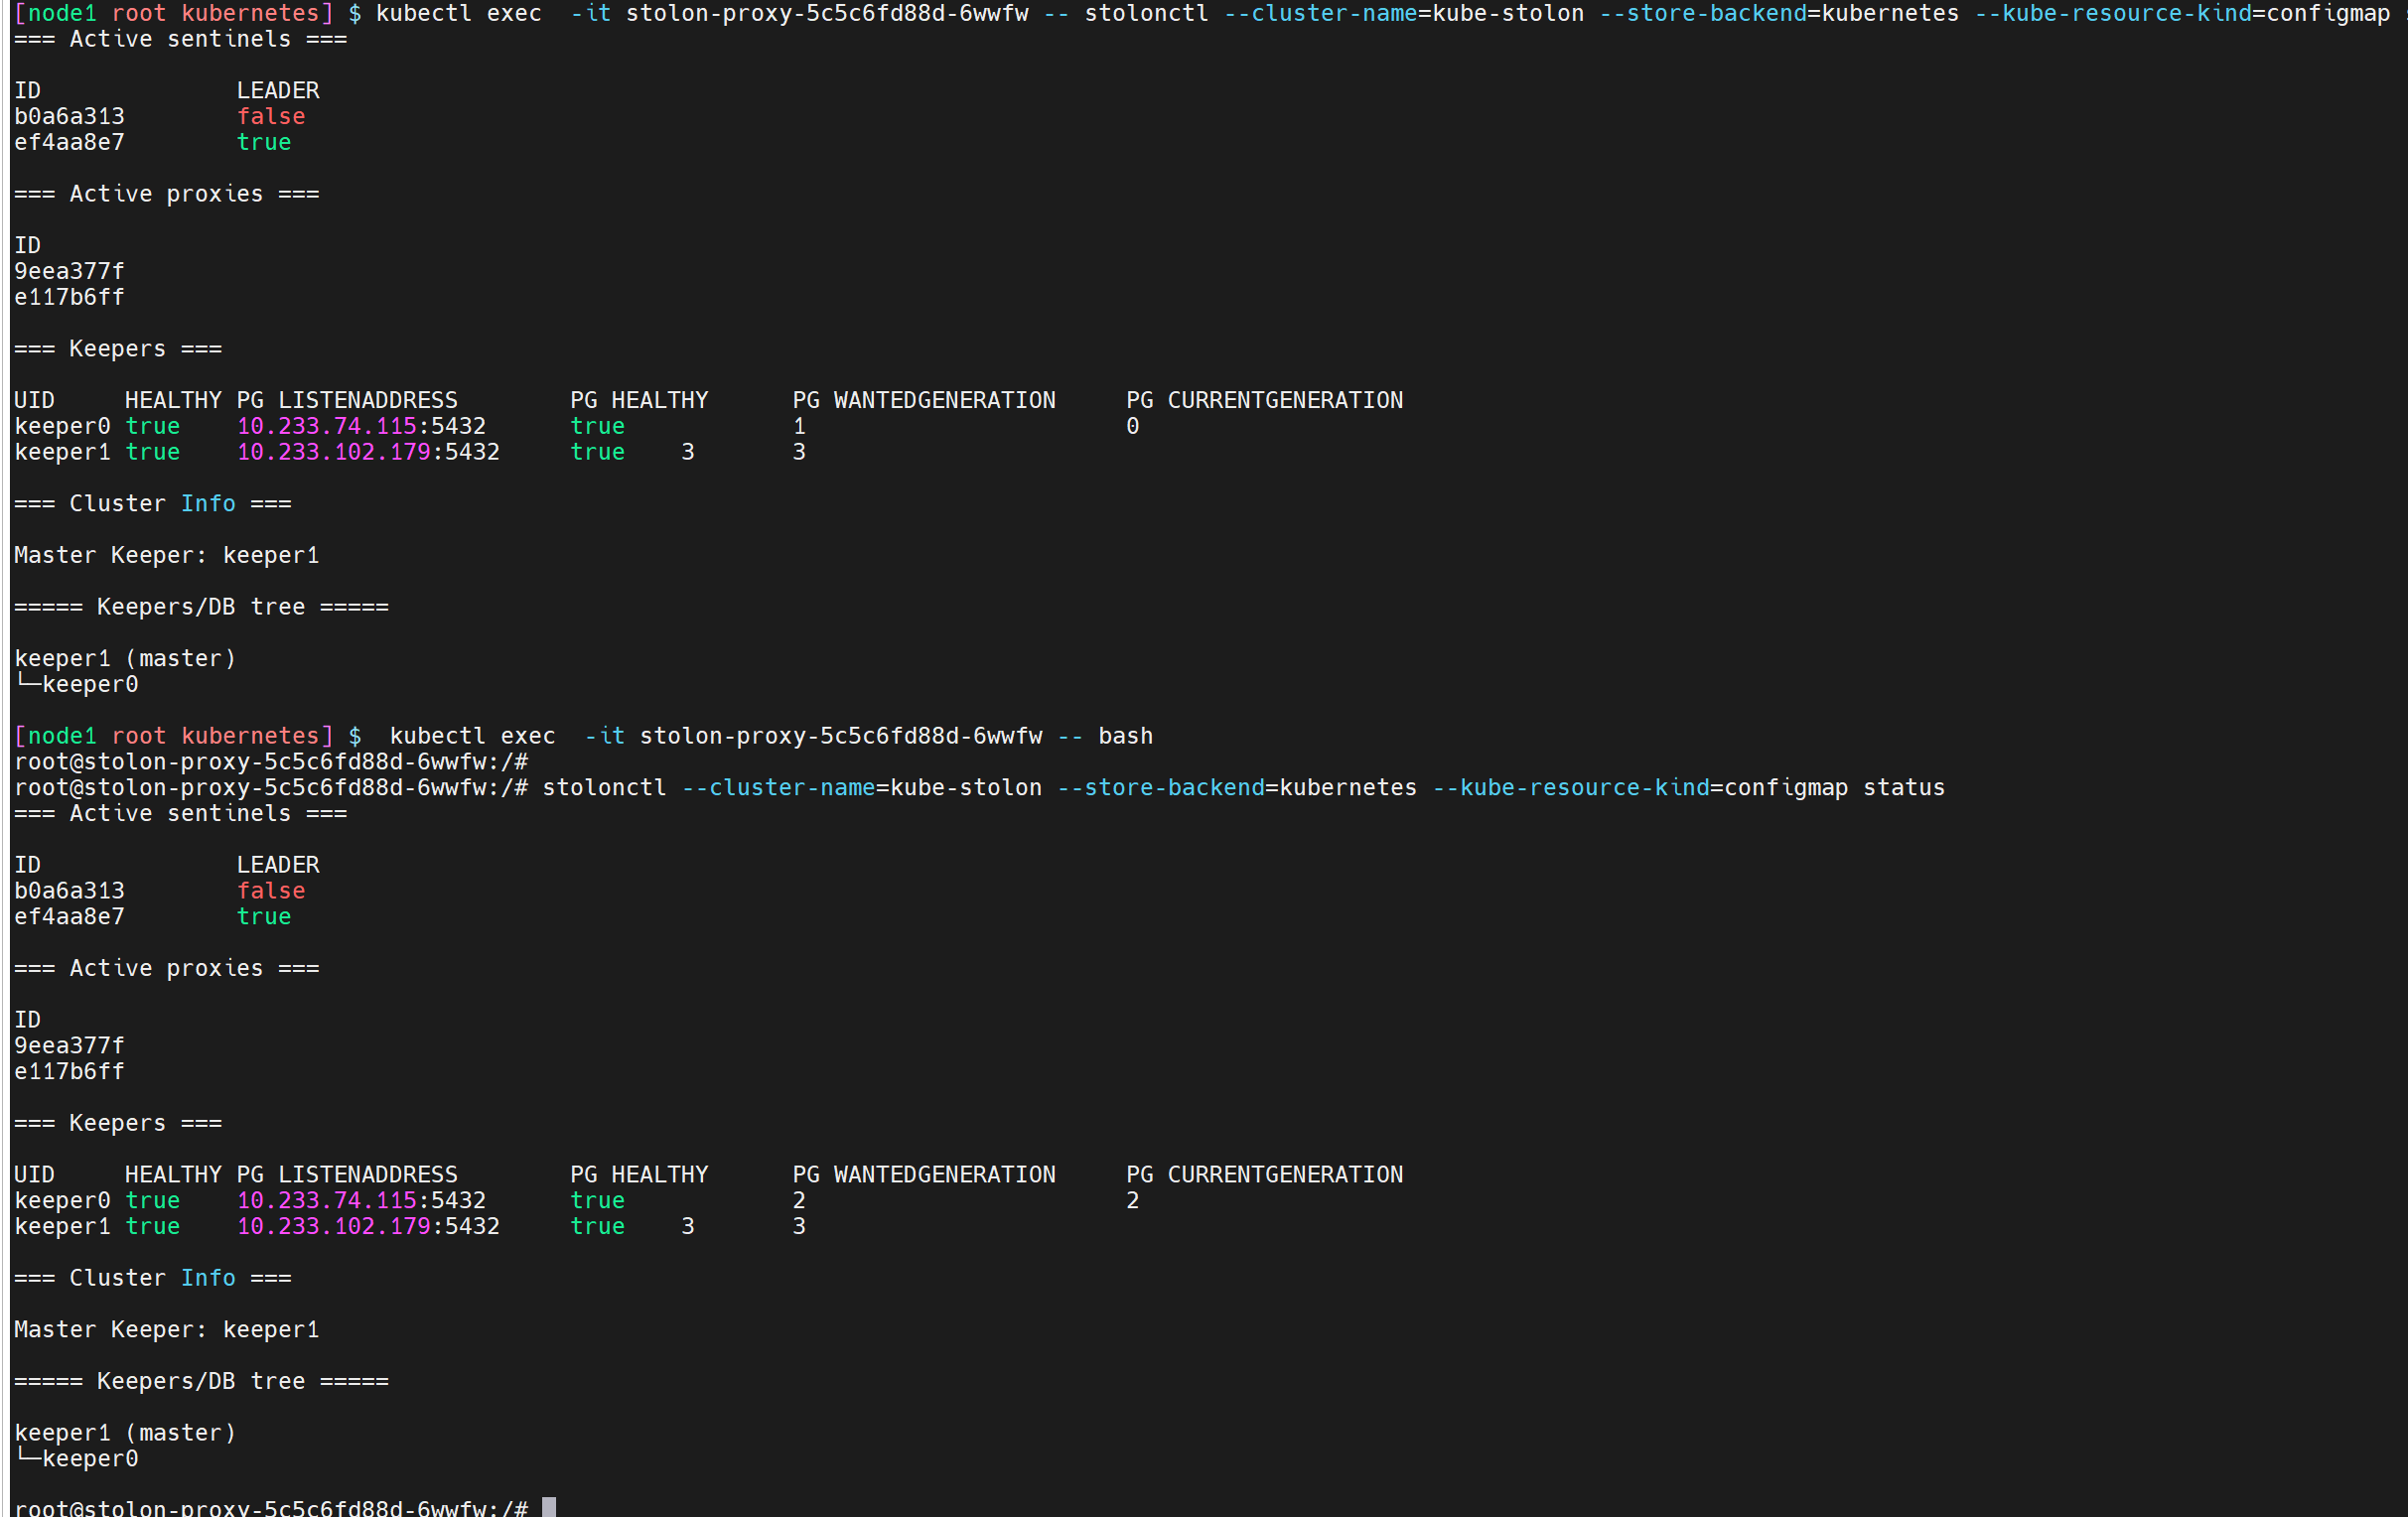 [node1 root kubernetes] $ kubectl exec  -it stolon-proxy-5c5c6fd88d-6wwfw -- stolonctl --cluster-name=kube-stolon --store-backend=kubernetes --kube-resource-kind=configmap
=== Active sentinels ===
ID              LEADER
b0a6a313        false
ef4aa8e7        true
=== Active proxies ===
ID
9eea377f
e117b6ff
=== Keepers ===
UID     HEALTHY PG LISTENADDRESS        PG HEALTHY      PG WANTEDGENERATION     PG CURRENTGENERATION
keeper0 true    10.233.74.115:5432      true            1                       0
keeper1 true    10.233.102.179:5432     true    3       3
=== Cluster Info ===
Master Keeper: keeper1
===== Keepers/DB tree =====
keeper1 (master)
└─keeper0
[node1 root kubernetes] $  kubectl exec  -it stolon-proxy-5c5c6fd88d-6wwfw -- bash
root@stolon-proxy-5c5c6fd88d-6wwfw:/#
root@stolon-proxy-5c5c6fd88d-6wwfw:/# stolonctl --cluster-name=kube-stolon --store-backend=kubernetes --kube-resource-kind=configmap status
=== Active sentinels ===
ID              LEADER
b0a6a313        false
ef4aa8e7        true
=== Active proxies ===
ID
9eea377f
e117b6ff
=== Keepers ===
UID     HEALTHY PG LISTENADDRESS        PG HEALTHY      PG WANTEDGENERATION     PG CURRENTGENERATION
keeper0 true    10.233.74.115:5432      true            2                       2
keeper1 true    10.233.102.179:5432     true    3       3
=== Cluster Info ===
Master Keeper: keeper1
===== Keepers/DB tree =====
keeper1 (master)
└─keeper0
root@stolon-proxy-5c5c6fd88d-6wwfw:/#